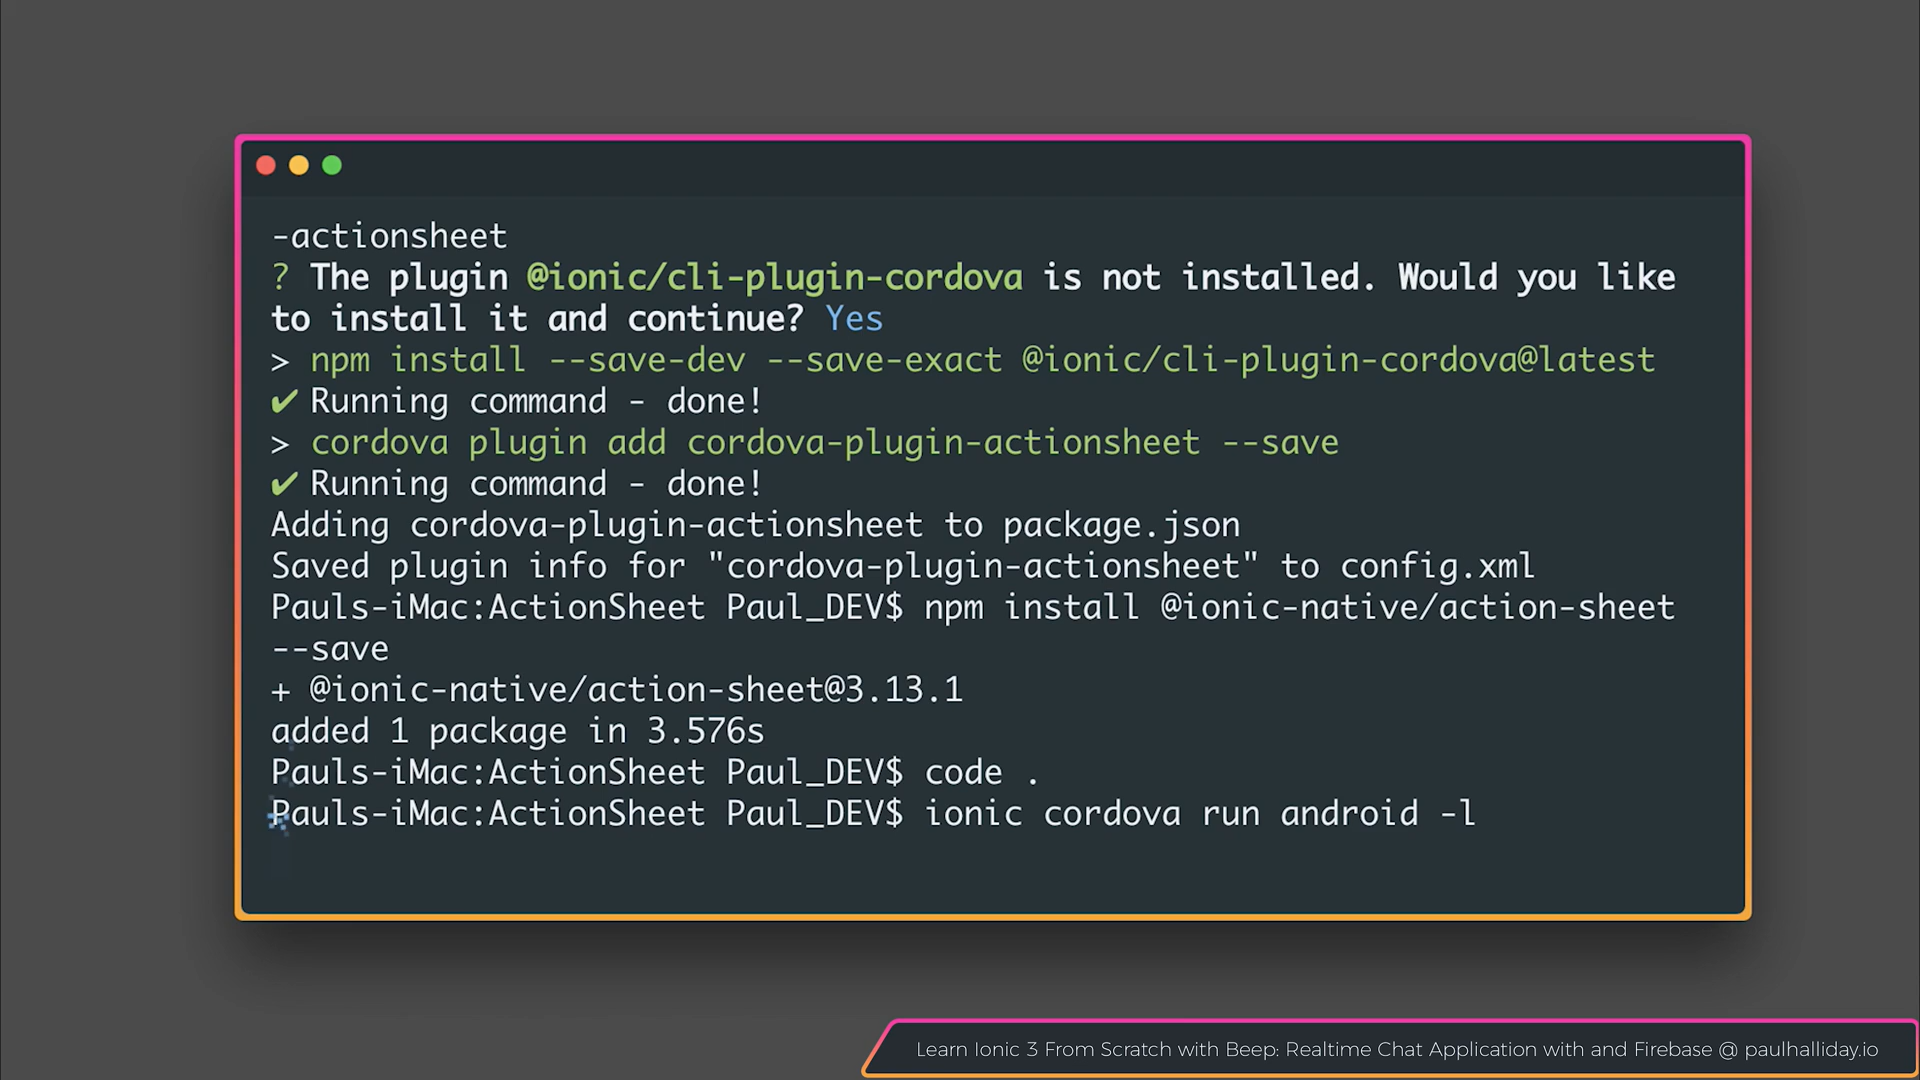 -actionsheet
? The plugin @ionic/cli-plugin-cordova is not installed. Would you like
to install it and continue? Yes
> npm install --save-dev --save-exact @ionic/cli-plugin-cordova@latest
✔ Running command - done!
> cordova plugin add cordova-plugin-actionsheet --save
✔ Running command - done!
Adding cordova-plugin-actionsheet to package.json
Saved plugin info for "cordova-plugin-actionsheet" to config.xml
Pauls-iMac:ActionSheet Paul_DEV$ npm install @ionic-native/action-sheet
--save
+ @ionic-native/action-sheet@3.13.1
added 1 package in 3.576s
Pauls-iMac:ActionSheet Paul_DEV$ code .
Pauls-iMac:ActionSheet Paul_DEV$ ionic cordova run android -l
Learn Ionic 3 From Scratch with Beep: Realtime Chat Application with and Firebase @ paulhalliday.io